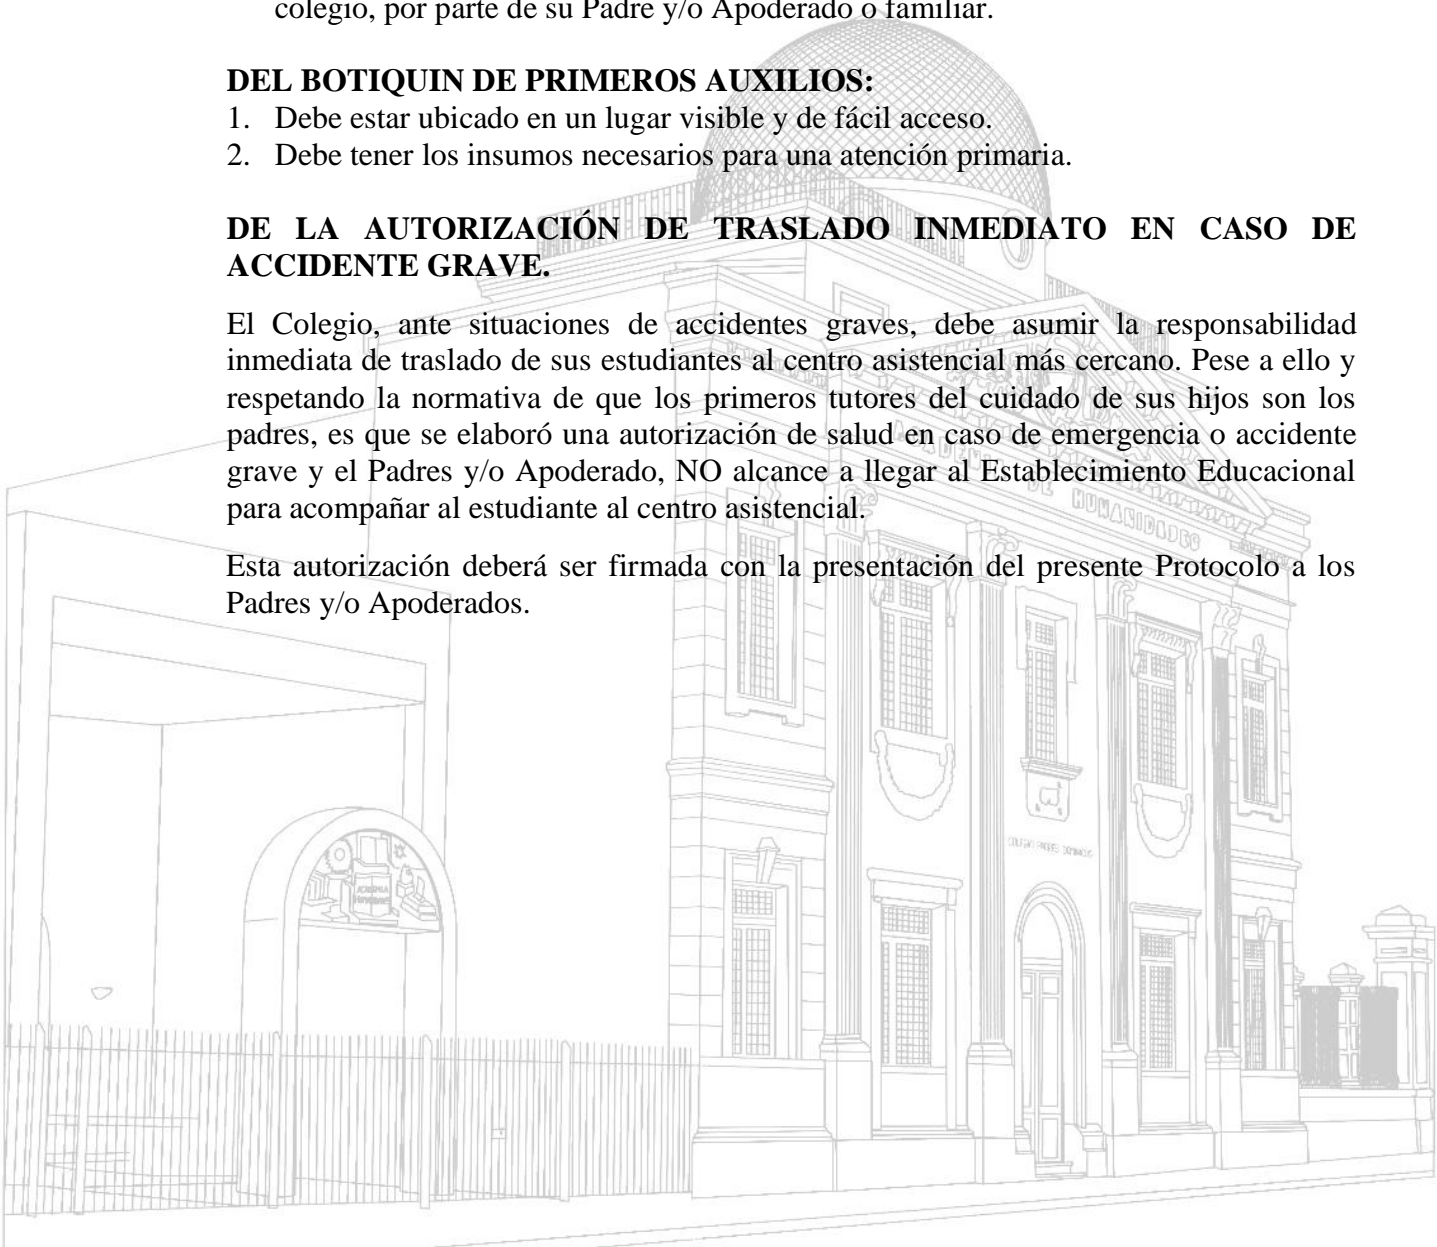 colegio, por parte de su Padre y/o Apoderado o familiar.
DEL BOTIQUIN DE PRIMEROS AUXILIOS:
1. Debe estar ubicado en un lugar visible y de fácil acceso.
2. Debe tener los insumos necesarios para una atención primaria.
DE LA AUTORIZACIÓN DE TRASLADO INMEDIATO EN CASO DE
ACCIDENTE GRAVE.
El Colegio, ante situaciones de accidentes graves, debe asumir la responsabilidad
inmediata de traslado de sus estudiantes al centro asistencial más cercano. Pese a ello y
respetando la normativa de que los primeros tutores del cuidado de sus hijos son los
padres, es que se elaboró una autorización de salud en caso de emergencia o accidente
grave y el Padres y/o Apoderado, NO alcance a llegar al Establecimiento Educacional
para acompañar al estudiante al centro asistencial.
Esta autorización deberá ser firmada con la presentación del presente Protocolo a los
Padres y/o Apoderados.
ACADEMIA DE HUMANIDADES
COLEGIO PADRES DOMINICOS